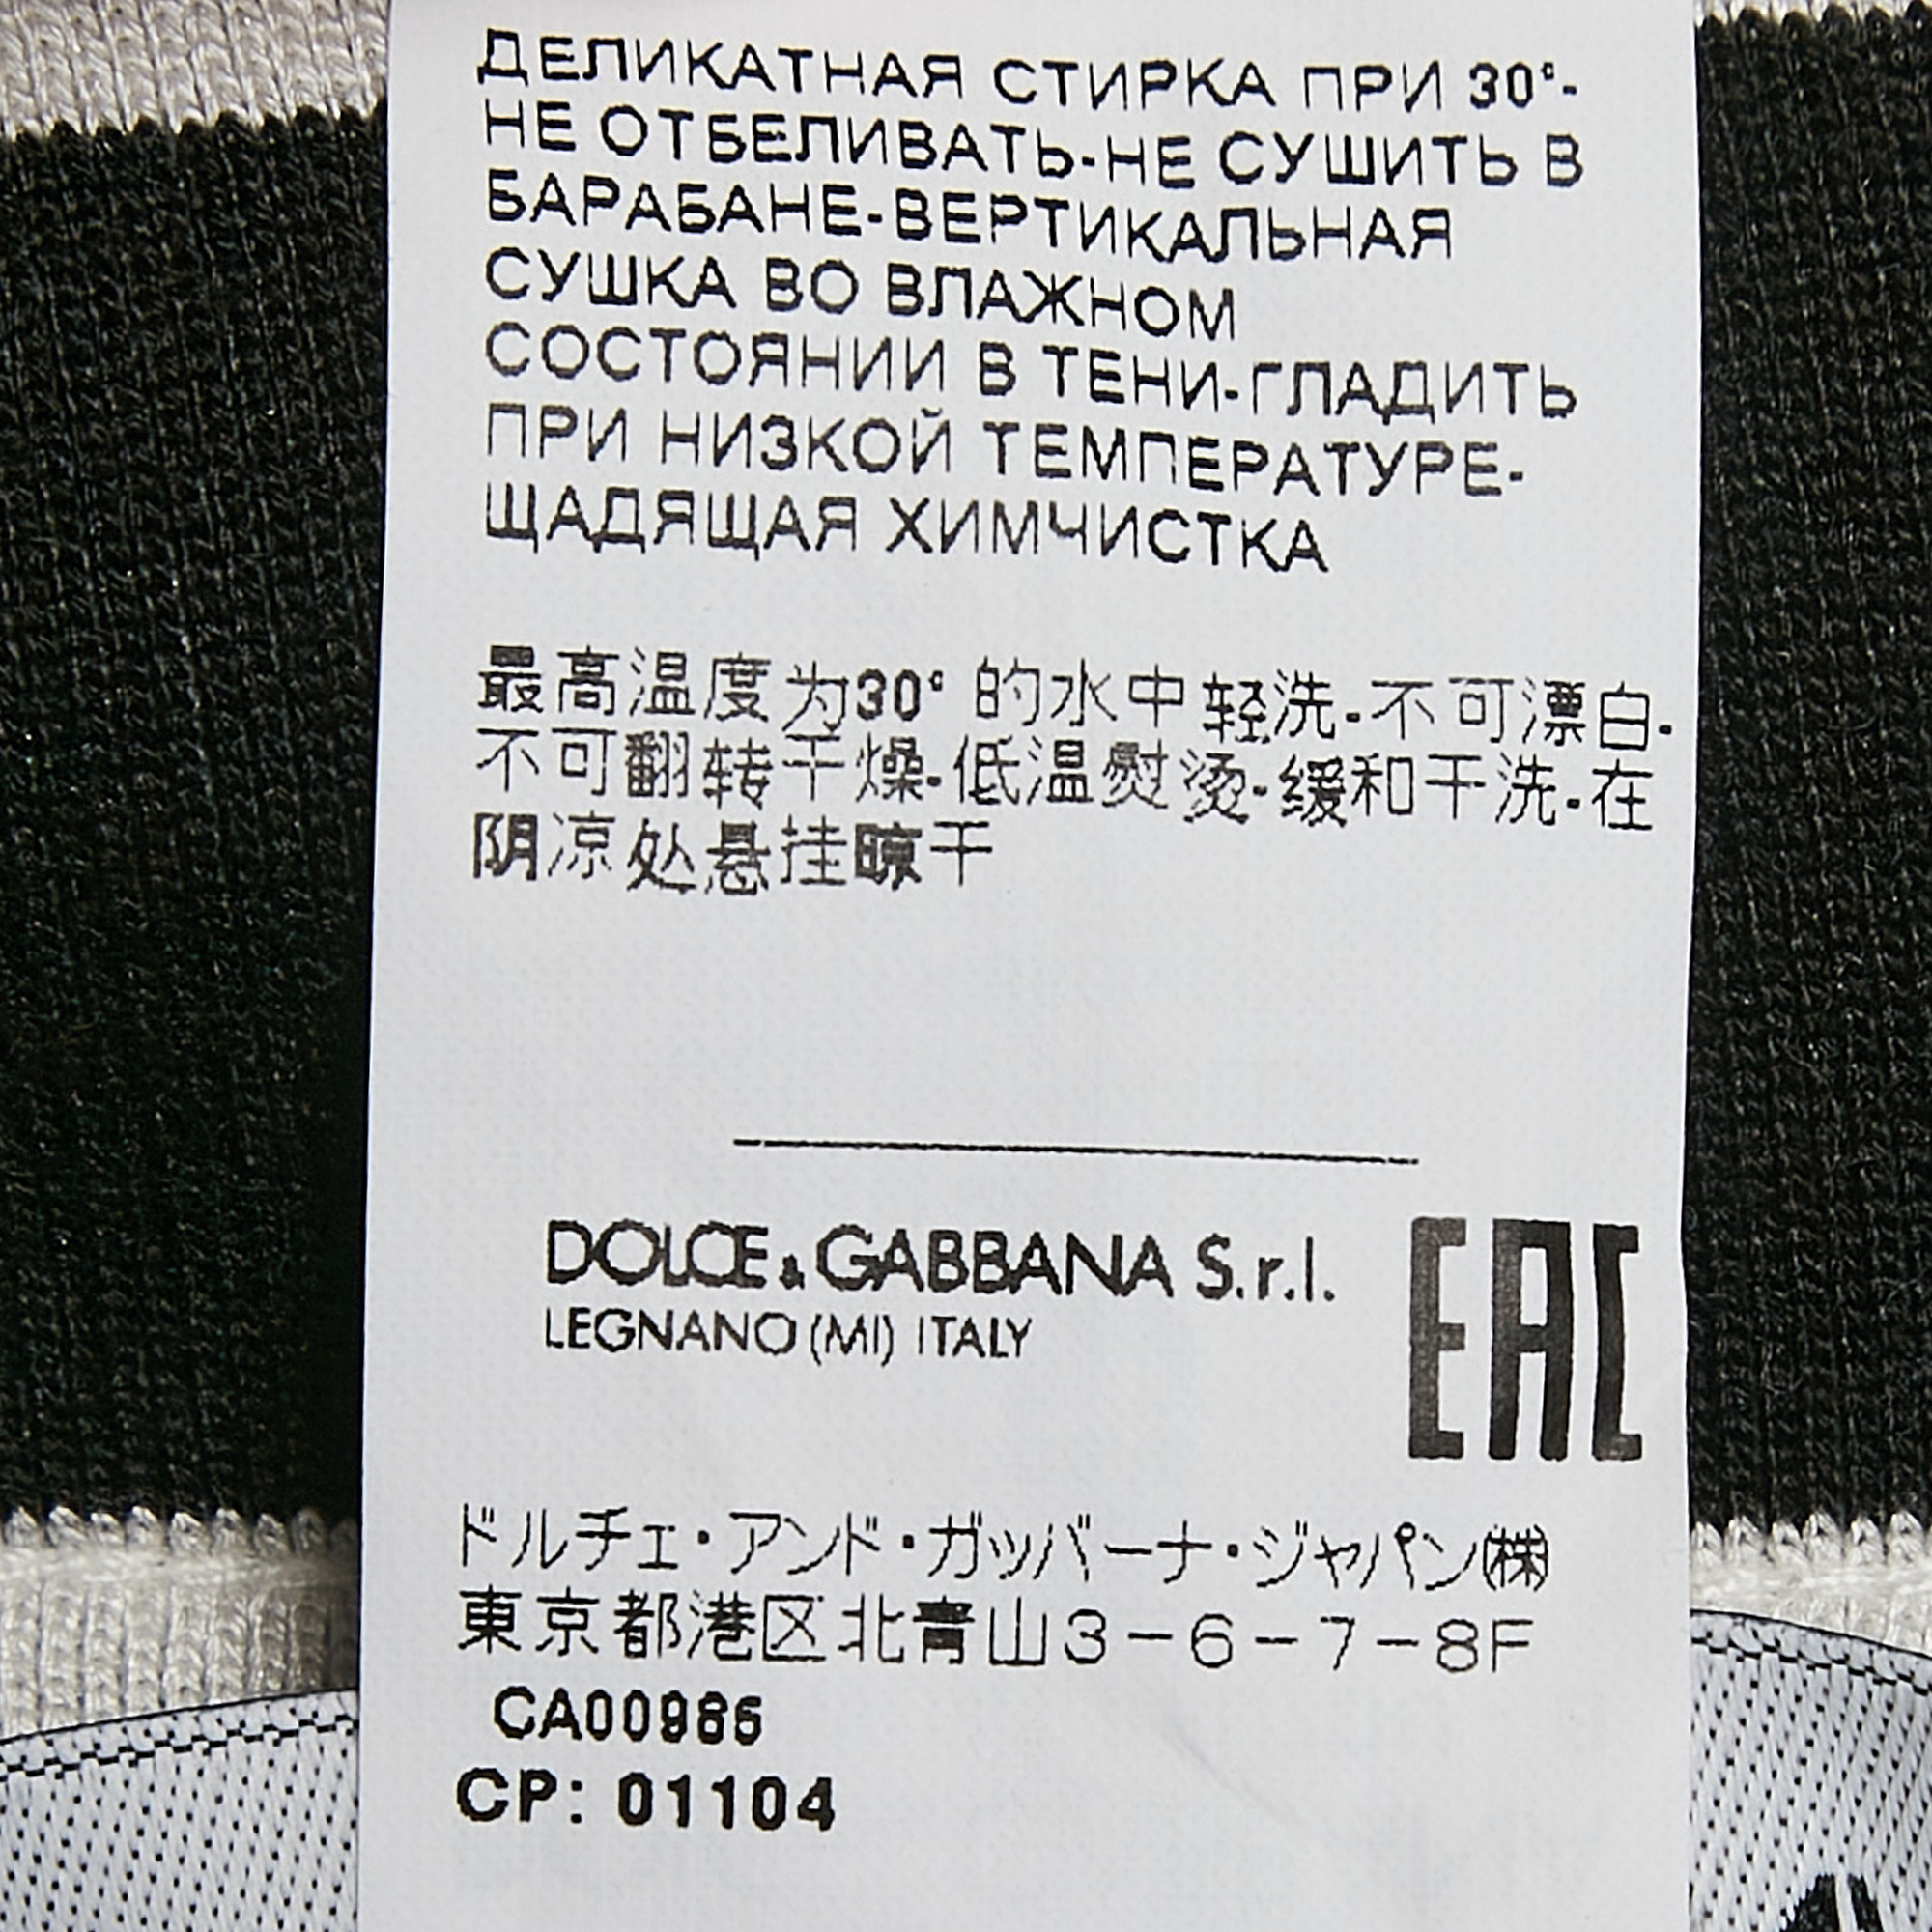 ДЕЛИКАТНАЯ СТИРКА ПРИ 30°-
НЕ ОТБЕЛИВАТЬ-НЕ СУШИТЬ В
БАРАБАНЕ-ВЕРТИКАЛЬНАЯ
СУШКА ВО ВЛАЖНОМ
СОСТОЯНИИ В ТЕНИ-ГЛАДИТЬ
ПРИ НИЗКОЙ ТЕМПЕРАТУРЕ-
ЩАДЯЩАЯ ХИМЧИСТКА
最高温度为30° 的水中轻洗-不可漂白-
不可翻转干燥-低温熨烫-缓和干洗-在
阴凉处悬挂晾干
DOLCE & GABBANA S.r.l.
LEGNANO (MI) ITALY
EAC
ドルチェ・アンド・ガッバーナ・ジャパン㈱
東京都港区北青山3-6-7-8F
CA00985
CP: 01104